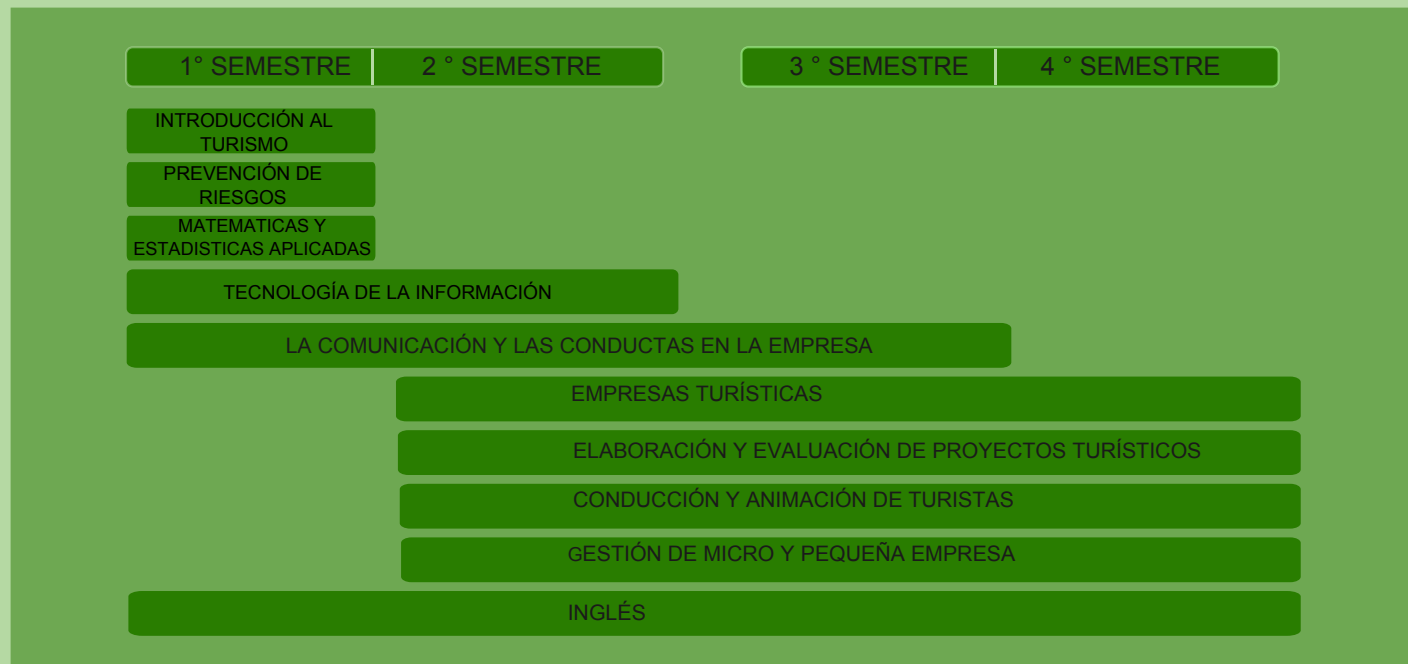 1° SEMESTRE 2 ° SEMESTRE 3 ° SEMESTRE 4 ° SEMESTRE
INTRODUCCIÓN AL
TURISMO
PREVENCIÓN DE
RIESGOS
MATEMATICAS Y
ESTADISTICAS APLICADAS
TECNOLOGÍA DE LA INFORMACIÓN
LA COMUNICACIÓN Y LAS CONDUCTAS EN LA EMPRESA
EMPRESAS TURÍSTICAS
ELABORACIÓN Y EVALUACIÓN DE PROYECTOS TURÍSTICOS
CONDUCCIÓN Y ANIMACIÓN DE TURISTAS
GESTIÓN DE MICRO Y PEQUEÑA EMPRESA
INGLÉS